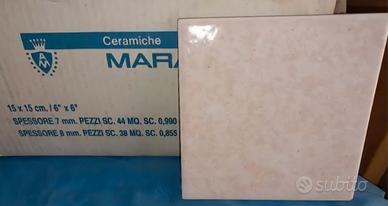 Ceramiche
MARA
15 x 15 cm. / 6" x 6"
SPESSORE 7 mm. PEZZI SC. 44 MQ. SC. 0,990
SPESSORE 8 mm. PEZZI SC. 38 MQ. SC. 0,855
subito